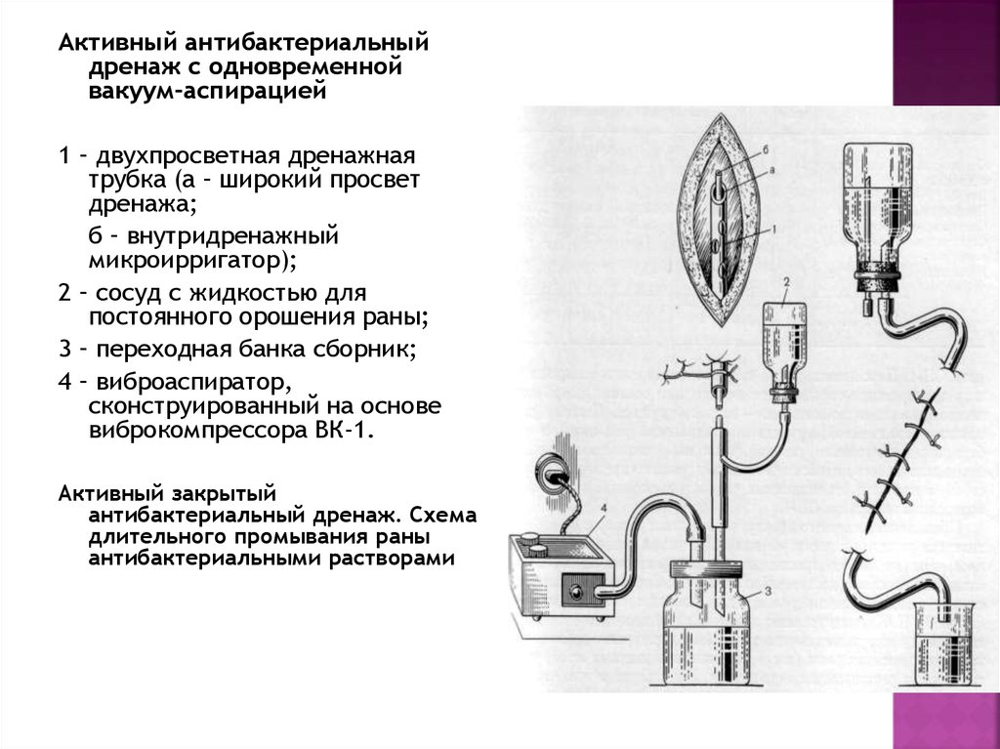 Активный антибактериальный
дренаж с одновременной
вакуум-аспирацией
1 – двухпросветная дренажная
трубка (а – широкий просвет
дренажа;
б – внутридренажный
микроирригатор);
2 – сосуд с жидкостью для
постоянного орошения раны;
3 – переходная банка сборник;
4 – виброаспиратор,
сконструированный на основе
виброкомпрессора ВК-1.
Активный закрытый
антибактериальный дренаж. Схема
длительного промывания раны
антибактериальными растворами
б
а
1
2
4
3